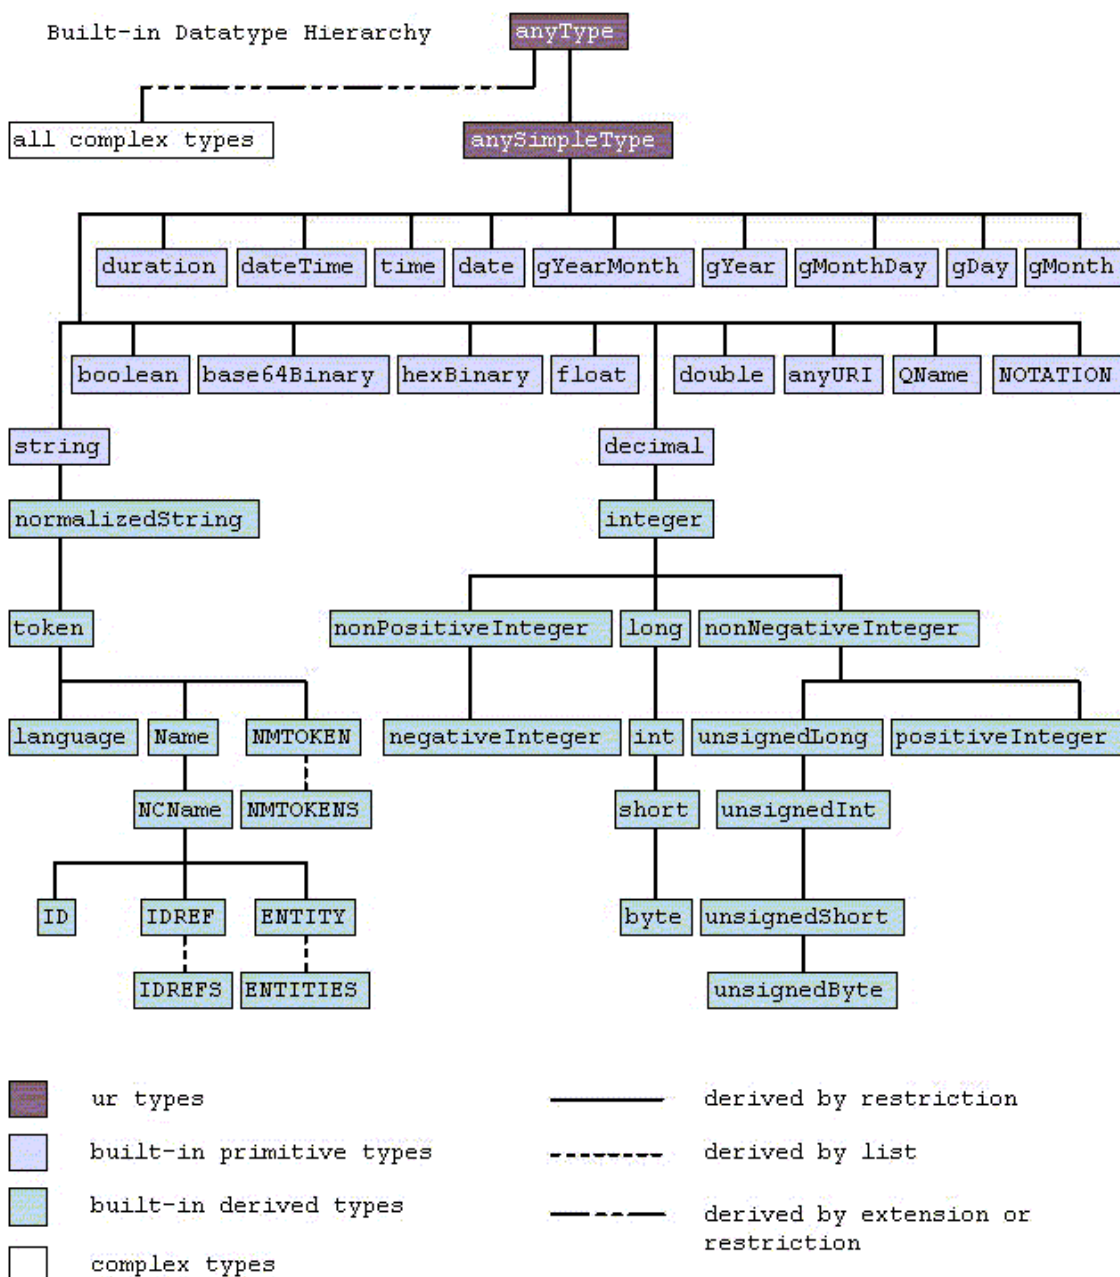 Built-in Datatype Hierarchy
anyType
all complex types
anySimpleType
duration dateTime time date gYearMonth gYear gMonthDay gDay gMonth
boolean base64Binary hexBinary float double anyURI QName NOTATION
string decimal
normalizedString integer
token nonPositiveInteger long nonNegativeInteger
language Name NMTOKEN negativeInteger int unsignedLong positiveInteger
NCName NMTOKENS short unsignedInt
ID IDREF ENTITY byte unsignedShort
IDREFS ENTITIES unsignedByte
ur types derived by restriction
built-in primitive types derived by list
built-in derived types derived by extension or
restriction
complex types